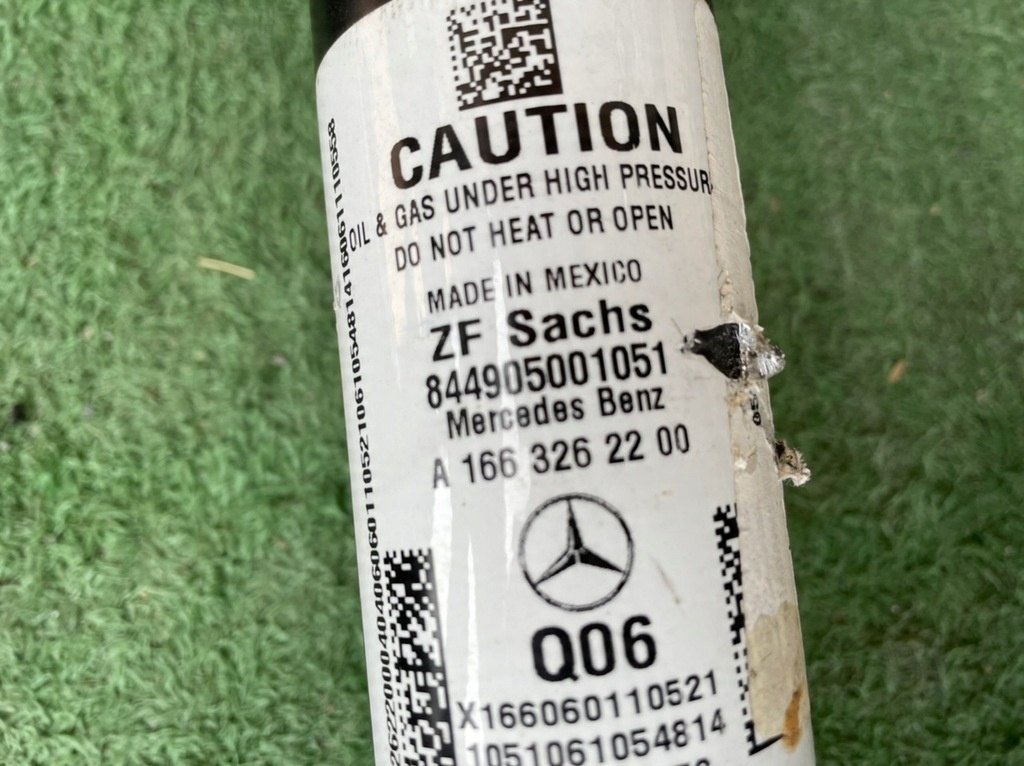 CAUTION
OIL & GAS UNDER HIGH PRESSUR
DO NOT HEAT OR OPEN
MADE IN MEXICO
ZF Sachs
844905001051
Mercedes Benz
A 166 326 22 00
Q06
X166060110521
1051061054814